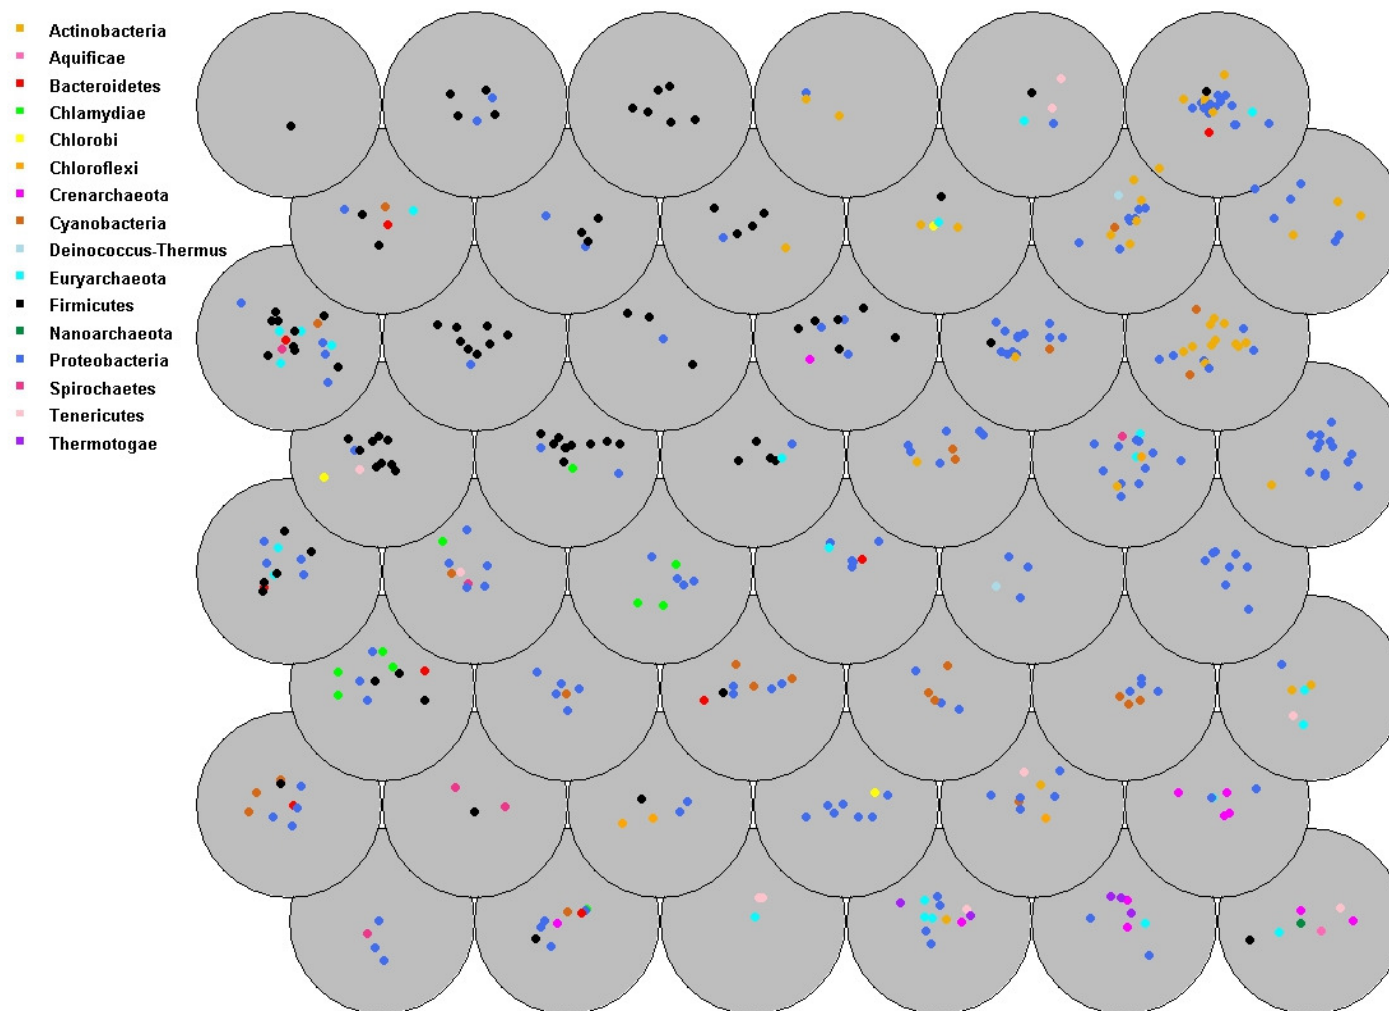 Actinobacteria
Aquificae
Bacteroidetes
Chlamydiae
Chlorobi
Chloroflexi
Crenarchaeota
Cyanobacteria
Deinococcus-Thermus
Euryarchaeota
Firmicutes
Nanoarchaeota
Proteobacteria
Spirochaetes
Tenericutes
Thermotogae